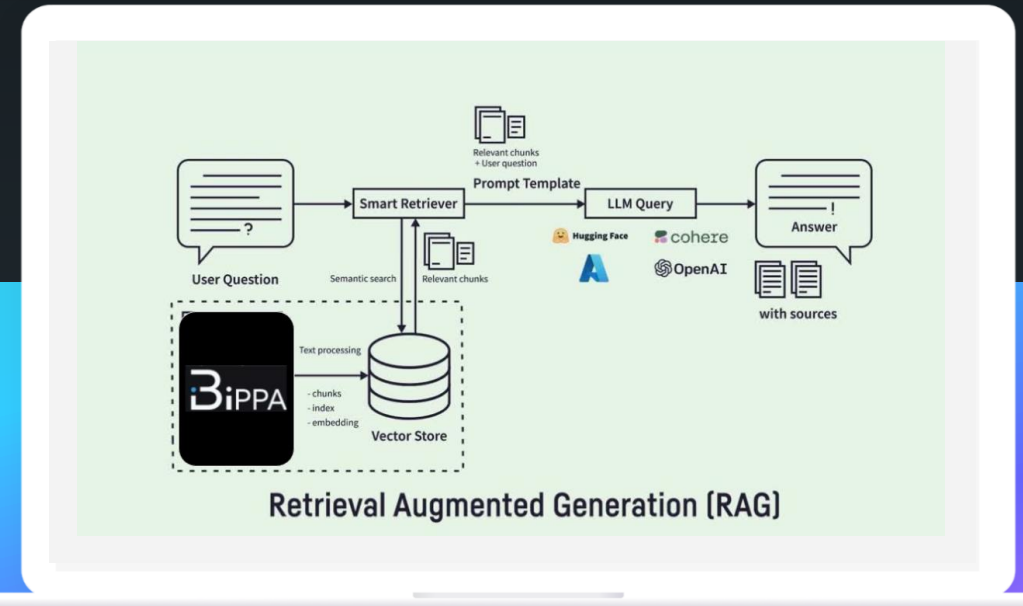 Relevant chunks
+ User question
Prompt Template
?
Smart Retriever
LLM Query
!
Answer
User Question
Semantic search
Relevant chunks
Hugging Face
cohere
OpenAI
with sources
BiPPA
Text processing
- chunks
- index
- embedding
Vector Store
Retrieval Augmented Generation (RAG)